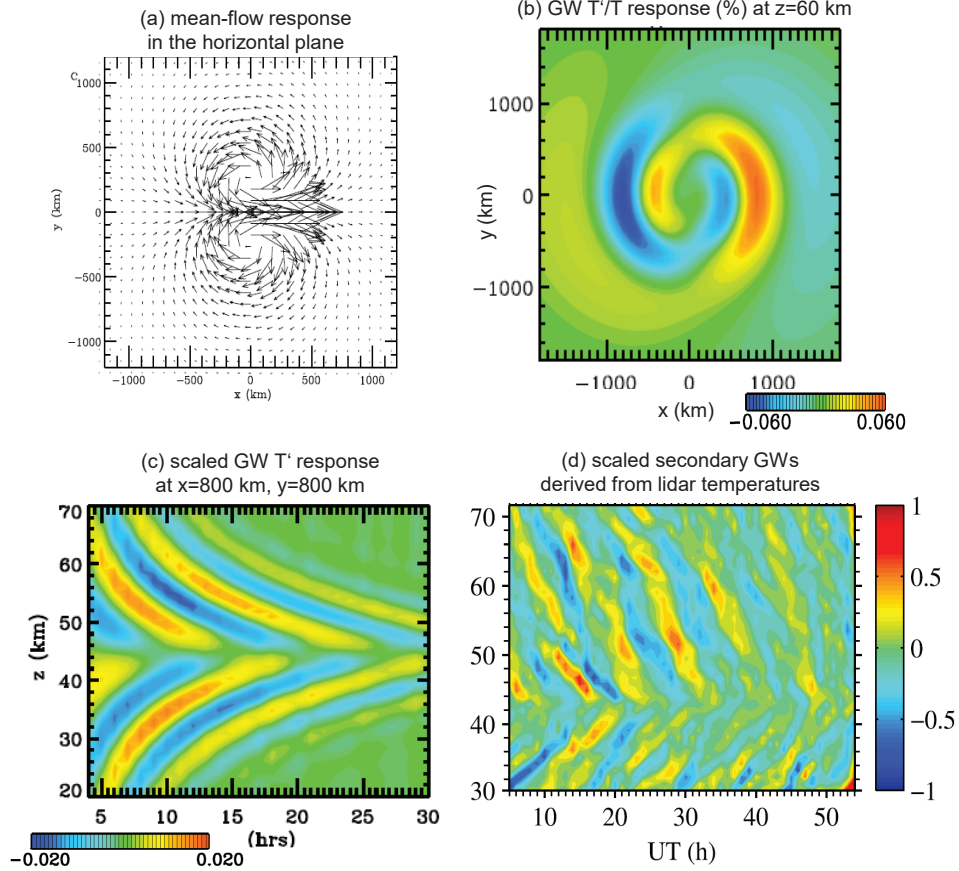 (a) mean-flow response
in the horizontal plane
C
1000
500
0
−500
−1000
y (km)
−1000 −500 0 500 1000
x (km)
(b) GW T'/T response (%) at z=60 km
1000
0
−1000
y (km)
−1000 0 1000
x (km)
−0.060 0.060
(c) scaled GW T' response
at x=800 km, y=800 km
70
60
50
40
30
20
z (km)
5 10 15 20 25 30
(hrs)
−0.020 0.020
(d) scaled secondary GWs
derived from lidar temperatures
70
60
50
40
30
10 20 30 40 50
UT (h)
1
0.5
0
−0.5
−1